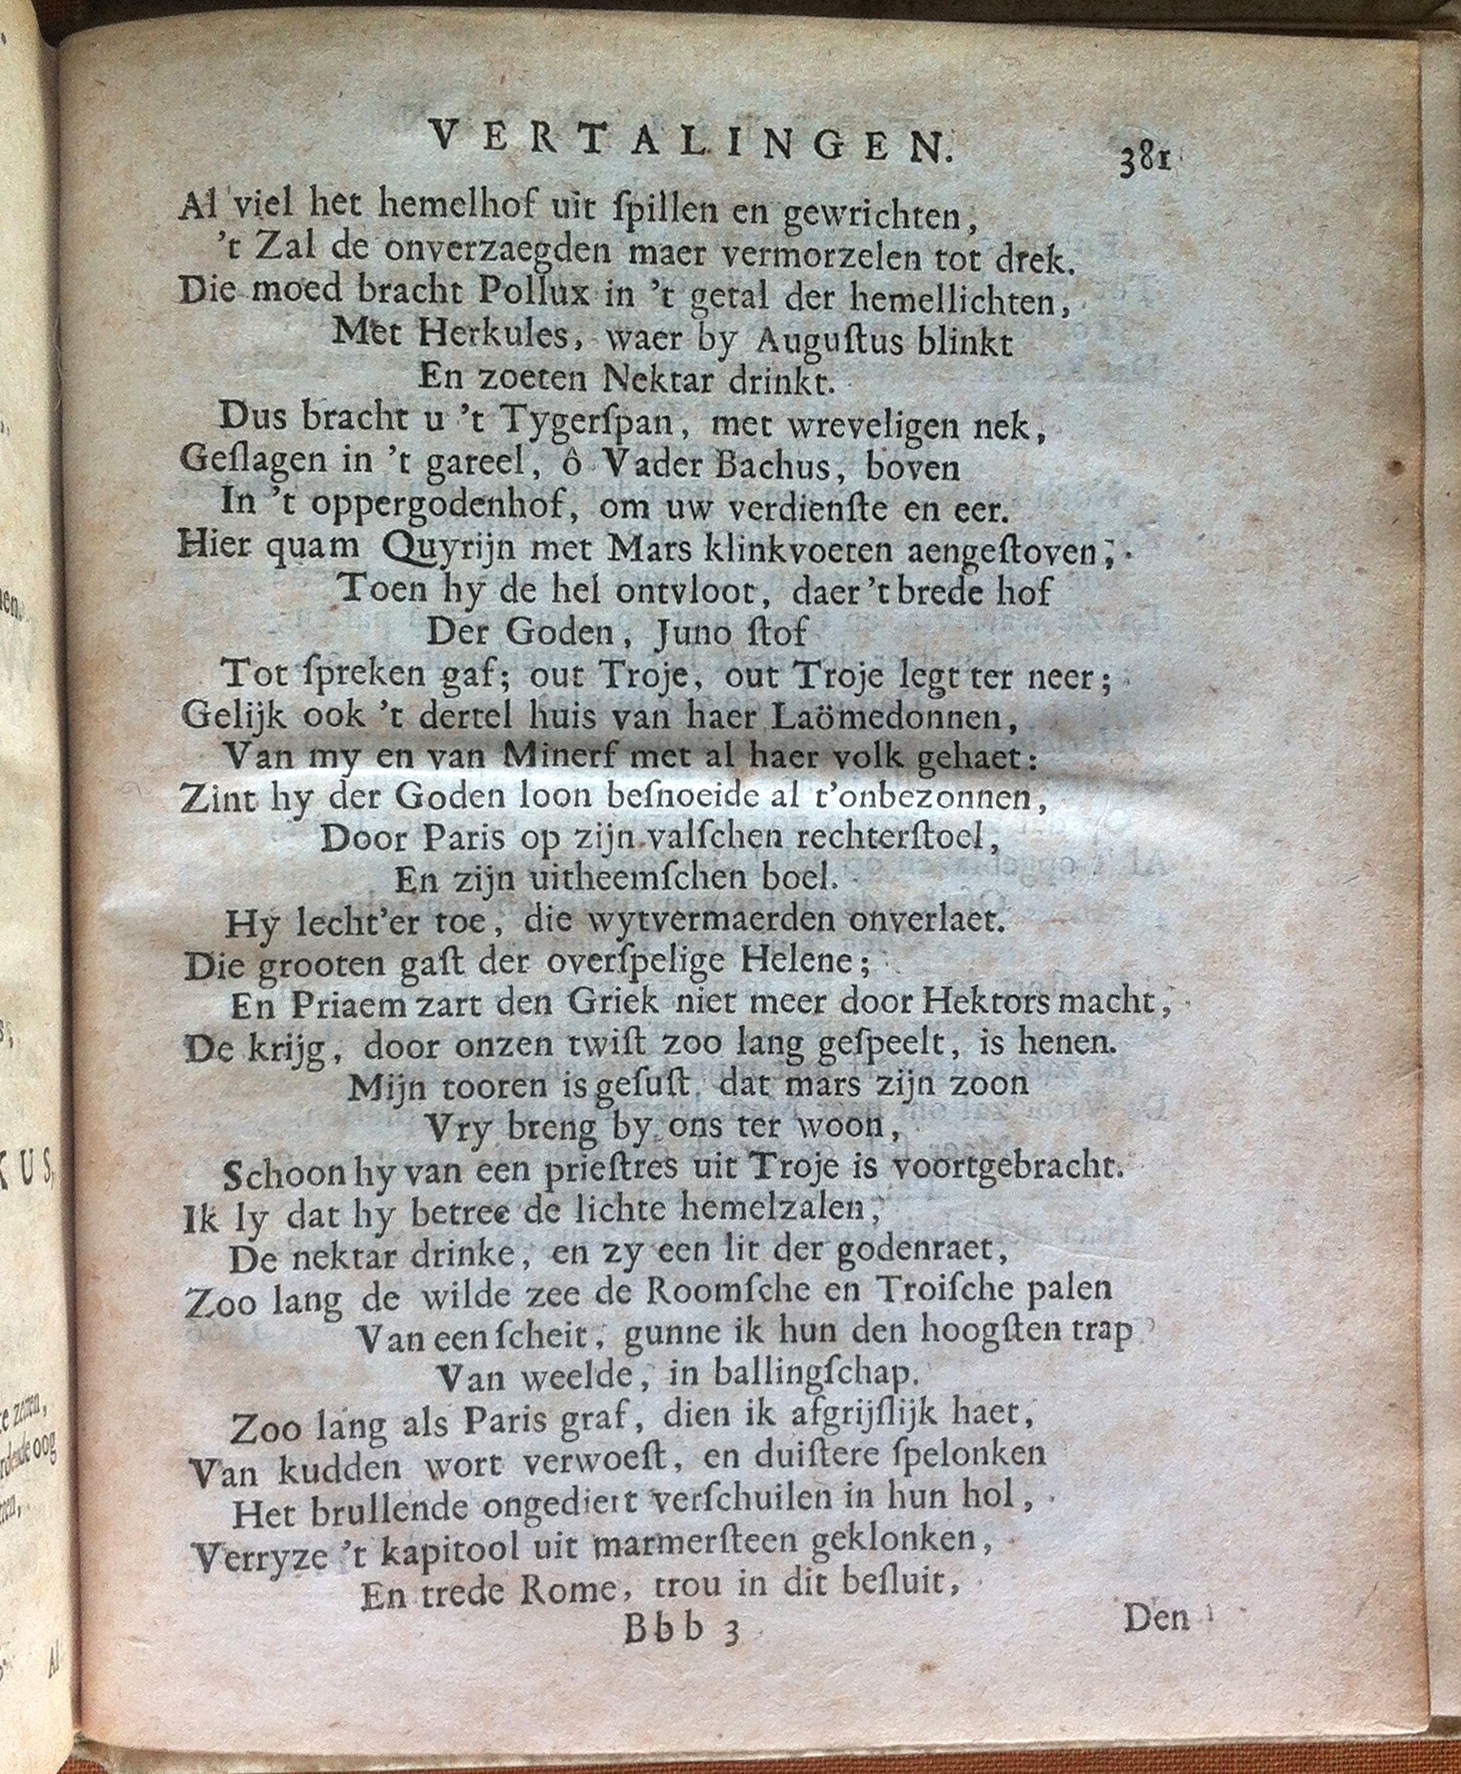 VERTALINGEN. 381
Al viel het hemelhof uit ſpillen en gewrichten,
't Zal de onverzaegden maer vermorzelen tot drek.
Die moed bracht Pollux in 't getal der hemellichten,
Met Herkules, waer by Auguſtus blinkt
En zoeten Nektar drinkt.
Dus bracht u 't Tygerſpan, met wreveligen nek,
Geſlagen in 't gareel, ô Vader Bachus, boven
In 't oppergodenhof, om uw verdienſte en eer.
Hier quam Quyrijn met Mars klinkvoeten aengeſtoven,
Toen hy de hel ontvloot, daer 't brede hof
Der Goden, Juno ſtof
Tot ſpreken gaf; out Troje, out Troje legt ter neer;
Gelijk ook 't dertel huis van haer Laömedonnen,
Van my en van Minerf met al haer volk gehaet:
Zint hy der Goden loon beſnoeide al t'onbezonnen,
Door Paris op zijn valſchen rechterſtoel,
En zijn uitheemſchen boel.
Hy lecht'er toe, die wytvermaerden onverlaet.
Die grooten gaſt der overſpelige Helene;
En Priaem zart den Griek niet meer door Hektors macht,
De krijg, door onzen twiſt zoo lang geſpeelt, is henen.
Mijn tooren is geſuſt, dat mars zijn zoon
Vry breng by ons ter woon,
Schoon hy van een prieſtres uit Troje is voortgebracht.
Ik ly dat hy betree de lichte hemelzalen,
De nektar drinke, en zy een lit der godenraet,
Zoo lang de wilde zee de Roomſche en Troiſche palen
Van een ſcheit, gunne ik hun den hoogſten trap
Van weelde, in ballingſchap.
Zoo lang als Paris graf, dien ik afgrijſlijk haet,
Van kudden wort verwoeſt, en duiſtere ſpelonken
Het brullende ongediert verſchuilen in hun hol,
Verryze 't kapitool uit marmerſteen geklonken,
En trede Rome, trou in dit beſluit,
Bbb 3 Den